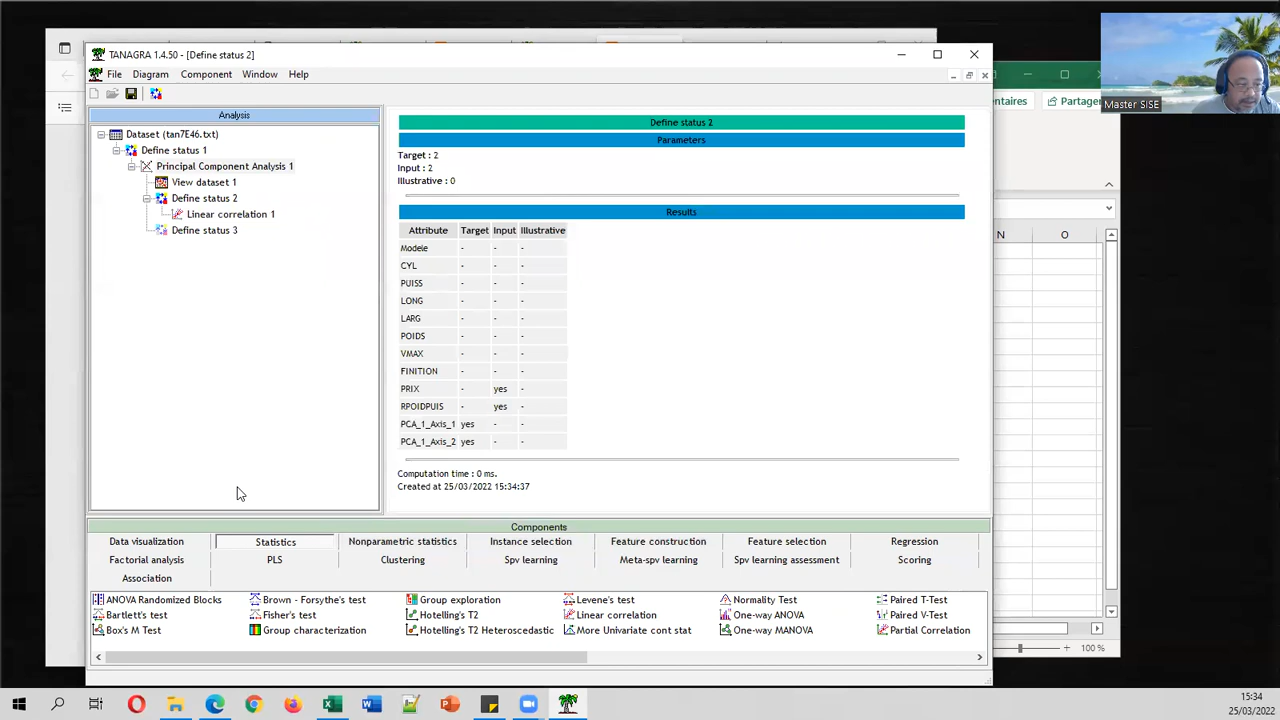 TANAGRA 1.4.50 - [Define status 2]
File Diagram Component Window Help
Analysis
Dataset (tan7E46.txt)
Define status 1
Principal Component Analysis 1
View dataset 1
Define status 2
Linear correlation 1
Define status 3
Define status 2
Parameters
Target : 2
Input : 2
Illustrative : 0
Results
Attribute Target Input Illustrative
Modele - - -
CYL - - -
PUISS - - -
LONG - - -
LARG - - -
POIDS - - -
VMAX - - -
FINITION - - -
PRIX - yes -
RPOIDPUIS - yes -
PCA_1_Axis_1 yes - -
PCA_1_Axis_2 yes - -
Computation time : 0 ms.
Created at 25/03/2022 15:34:37
Components
Data visualization Statistics Nonparametric statistics Instance selection Feature construction Feature selection Regression
Factorial analysis PLS Clustering Spv learning Meta-spv learning Spv learning assessment Scoring
Association
ANOVA Randomized Blocks Brown - Forsythe's test Group exploration Levene's test Normality Test Paired T-Test
Bartlett's test Fisher's test Hotelling's T2 Linear correlation One-way ANOVA Paired V-Test
Box's M Test Group characterization Hotelling's T2 Heteroscedastic More Univariate cont stat One-way MANOVA Partial Correlation
Master SISE
Partager
N O
100 %
15:34
25/03/2022